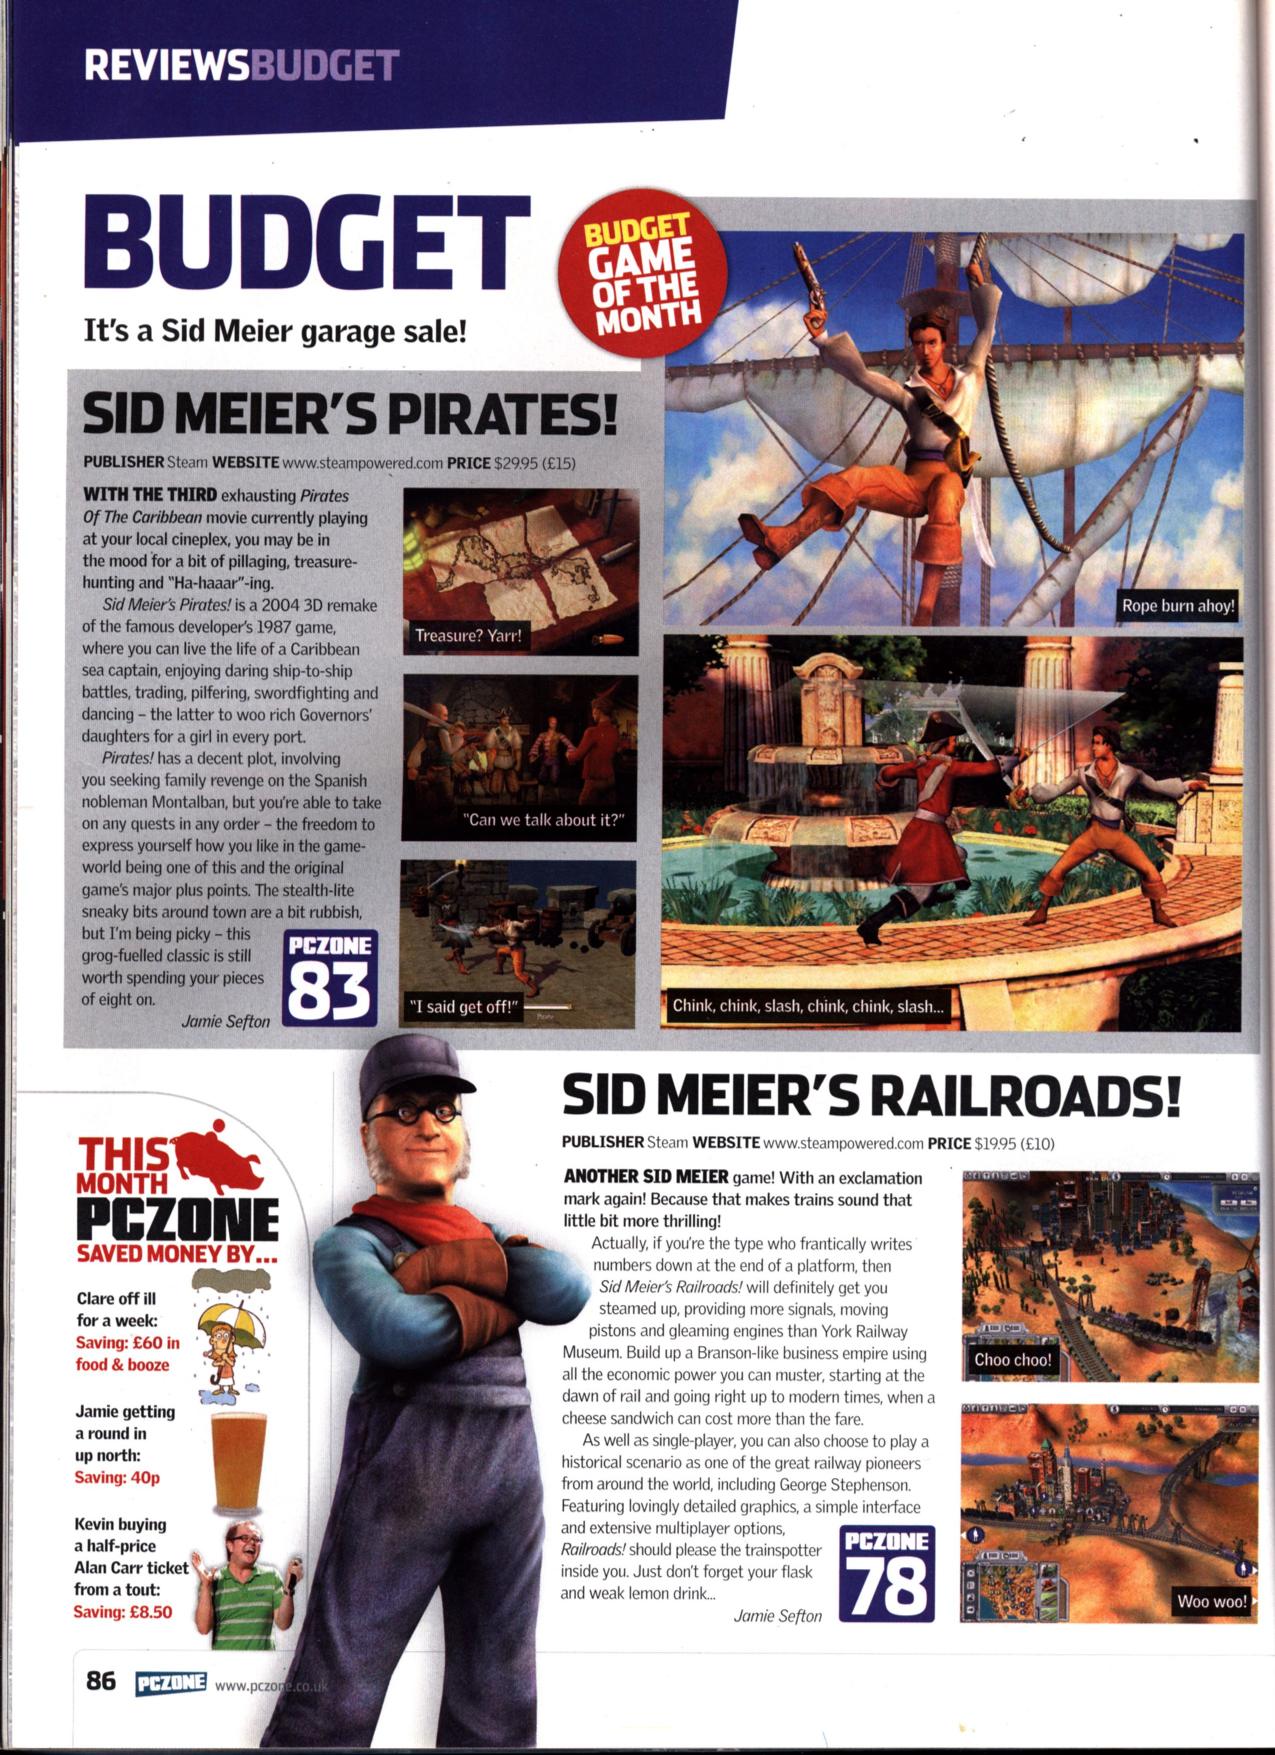 REVIEWSBUDGET
BUDGET
It's a Sid Meier garage sale!
BUDGET
GAME
OF THE
MONTH
SID MEIER'S PIRATES!
PUBLISHER Steam WEBSITE www.steampowered.com PRICE $29.95 (£15)
WITH THE THIRD exhausting Pirates
Of The Caribbean movie currently playing
at your local cineplex, you may be in
the mood for a bit of pillaging, treasure-
hunting and "Ha-haaar"-ing.
Sid Meier's Pirates! is a 2004 3D remake
of the famous developer's 1987 game,
where you can live the life of a Caribbean
sea captain, enjoying daring ship-to-ship
battles, trading, pilfering, swordfighting and
dancing – the latter to woo rich Governors'
daughters for a girl in every port.
Pirates! has a decent plot, involving
you seeking family revenge on the Spanish
nobleman Montalban, but you're able to take
on any quests in any order – the freedom to
express yourself how you like in the game-
world being one of this and the original
game's major plus points. The stealth-lite
sneaky bits around town are a bit rubbish,
but I'm being picky – this
grog-fuelled classic is still
worth spending your pieces
of eight on.
Jamie Sefton
PCZONE
83
Treasure? Yarr!
"Can we talk about it?"
"I said get off!"
Rope burn ahoy!
Chink, chink, slash, chink, chink, slash...
THIS
MONTH
PCZONE
SAVED MONEY BY...
Clare off ill
for a week:
Saving: £60 in
food & booze
Jamie getting
a round in
up north:
Saving: 40p
Kevin buying
a half-price
Alan Carr ticket
from a tout:
Saving: £8.50
SID MEIER'S RAILROADS!
PUBLISHER Steam WEBSITE www.steampowered.com PRICE $19.95 (£10)
ANOTHER SID MEIER game! With an exclamation
mark again! Because that makes trains sound that
little bit more thrilling!
Actually, if you're the type who frantically writes
numbers down at the end of a platform, then
Sid Meier's Railroads! will definitely get you
steamed up, providing more signals, moving
pistons and gleaming engines than York Railway
Museum. Build up a Branson-like business empire using
all the economic power you can muster, starting at the
dawn of rail and going right up to modern times, when a
cheese sandwich can cost more than the fare.
As well as single-player, you can also choose to play a
historical scenario as one of the great railway pioneers
from around the world, including George Stephenson.
Featuring lovingly detailed graphics, a simple interface
and extensive multiplayer options,
Railroads! should please the trainspotter
inside you. Just don't forget your flask
and weak lemon drink...
Jamie Sefton
PCZONE
78
Choo choo!
Woo woo!
86 PCZONE www.pczone.co.uk